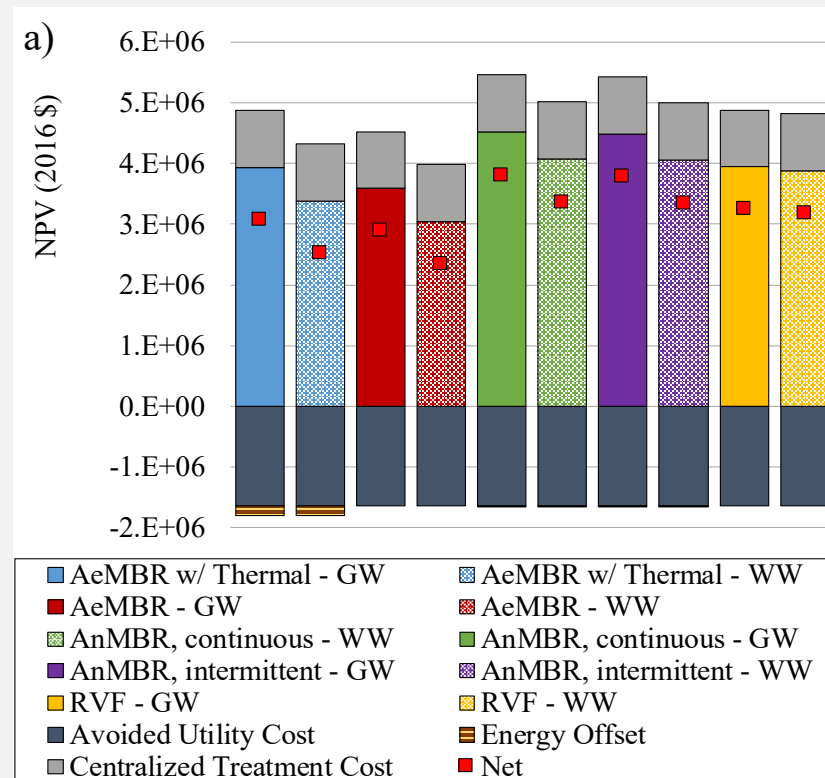 a)
NPV (2016 $)
6.E+06
5.E+06
4.E+06
3.E+06
2.E+06
1.E+06
0.E+00
-1.E+06
-2.E+06
AeMBR w/ Thermal - GW
AeMBR w/ Thermal - WW
AeMBR - GW
AeMBR - WW
AnMBR, continuous - WW
AnMBR, continuous - GW
AnMBR, intermittent - GW
AnMBR, intermittent - WW
RVF - GW
RVF - WW
Avoided Utility Cost
Energy Offset
Centralized Treatment Cost
Net